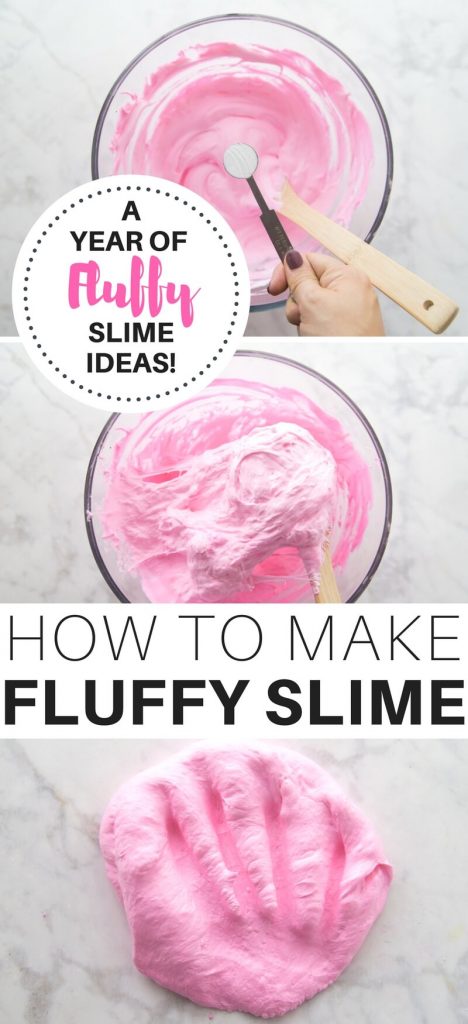 A
YEAR OF
Fluffy
SLIME
IDEAS!
HOW TO MAKE
FLUFFY SLIME